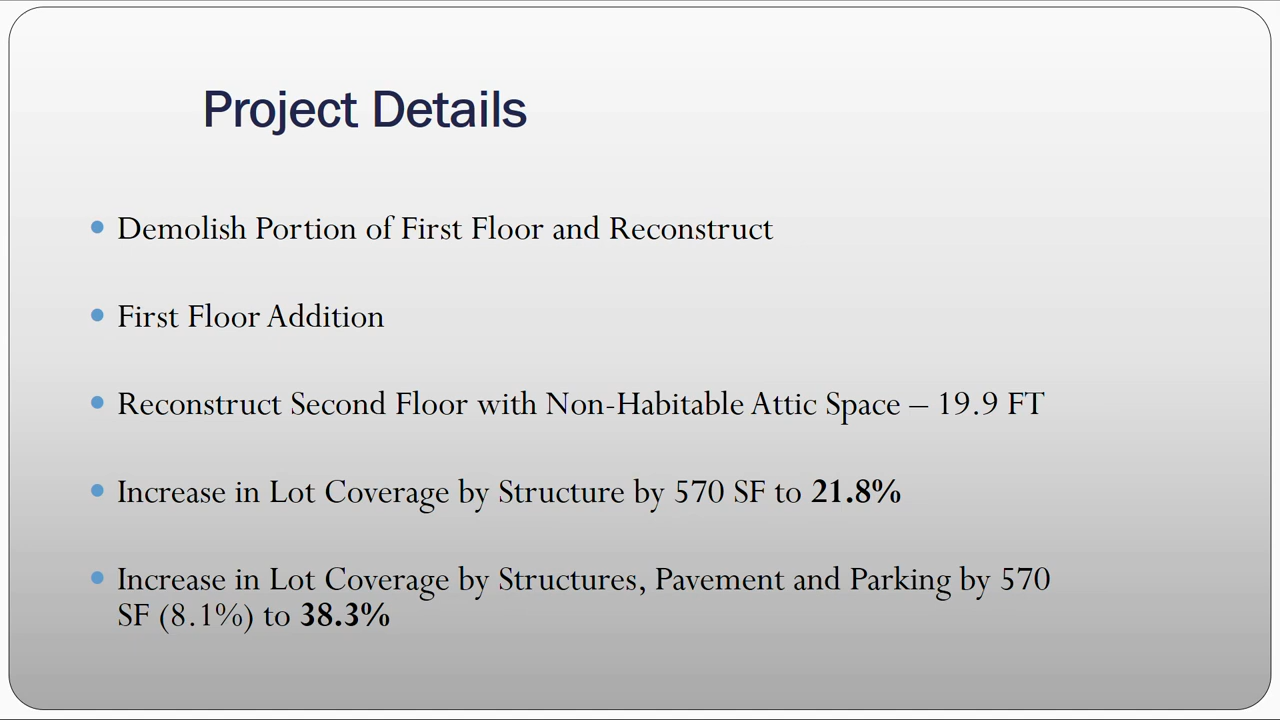 Project Details
• Demolish Portion of First Floor and Reconstruct
• First Floor Addition
• Reconstruct Second Floor with Non-Habitable Attic Space – 19.9 FT
• Increase in Lot Coverage by Structure by 570 SF to 21.8%
• Increase in Lot Coverage by Structures, Pavement and Parking by 570
SF (8.1%) to 38.3%